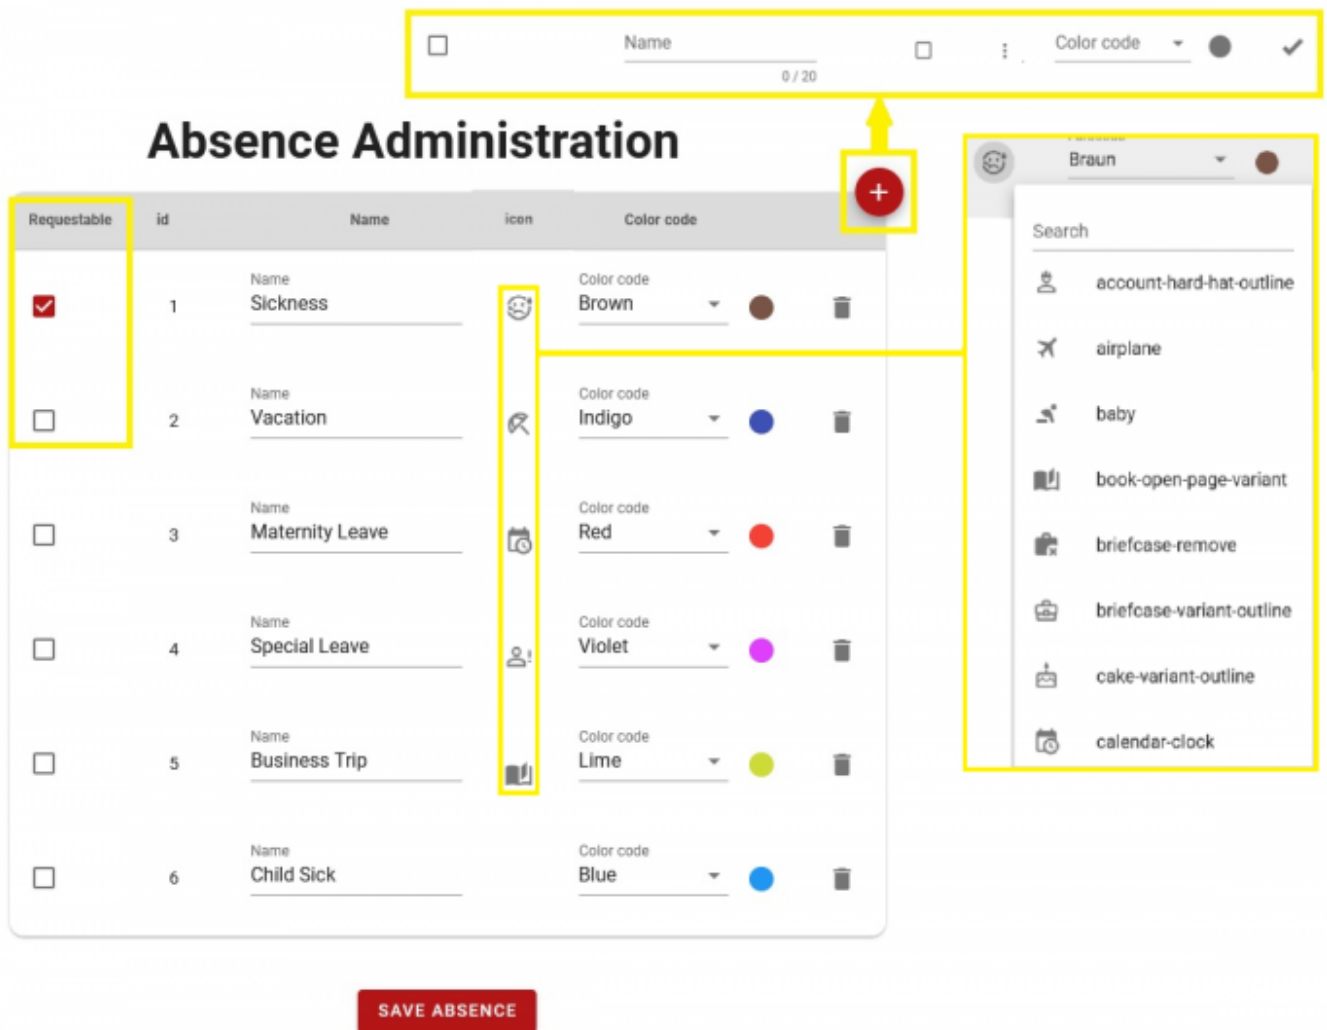 Name
Color code
0 / 20
Absence Administration
Braun
Requestable id Name icon Color code
Search
account-hard-hat-outline
airplane
baby
book-open-page-variant
briefcase-remove
briefcase-variant-outline
cake-variant-outline
calendar-clock
Name Color code
1 Sickness Brown
Name Color code
2 Vacation Indigo
Name Color code
3 Maternity Leave Red
Name Color code
4 Special Leave Violet
Name Color code
5 Business Trip Lime
Name Color code
6 Child Sick Blue
SAVE ABSENCE